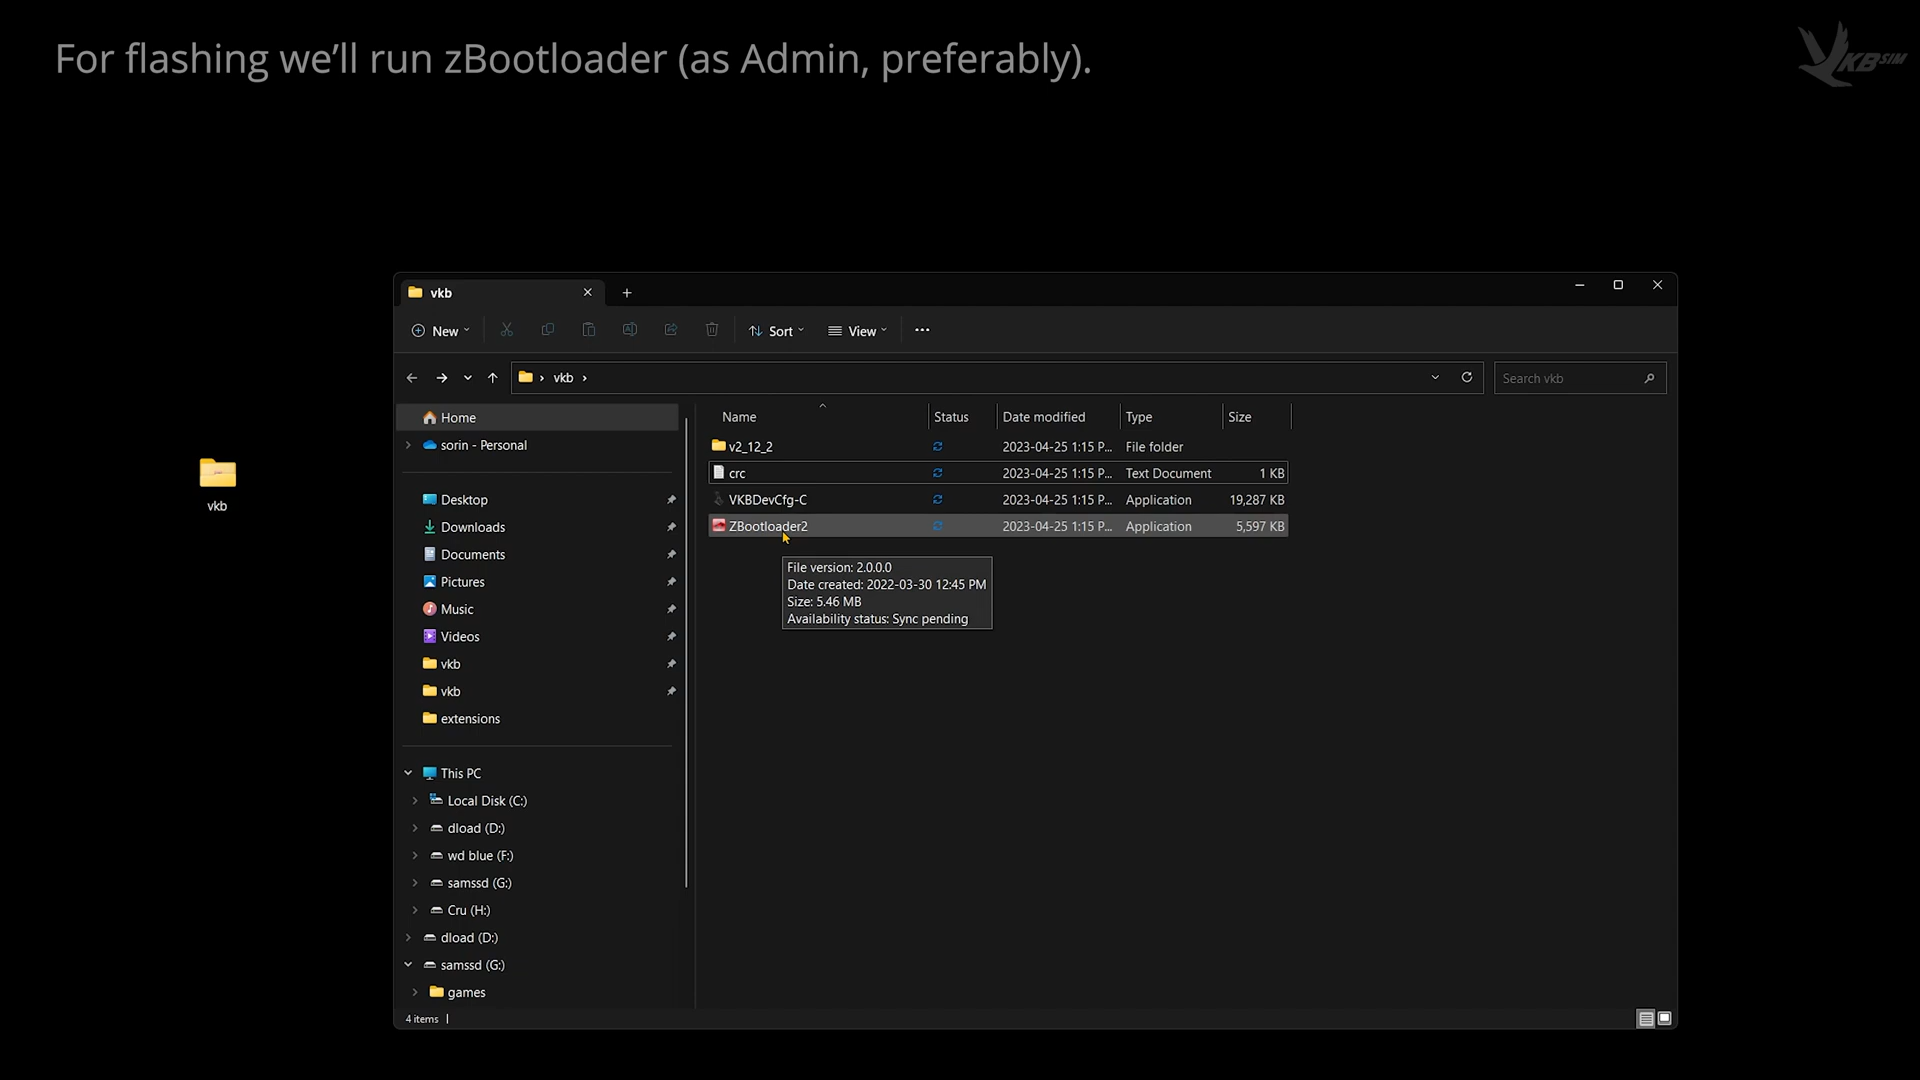 For flashing we’ll run zBootloader (as Admin, preferably).
VKBSIM
vkb
New
Sort
View
vkb
Search vkb
Home
sorin - Personal
Desktop
Downloads
Documents
Pictures
Music
Videos
vkb
vkb
extensions
This PC
Local Disk (C:)
dload (D:)
wd blue (F:)
samssd (G:)
Cru (H:)
dload (D:)
samssd (G:)
games
Name Status Date modified Type Size
v2_12_2 2023-04-25 1:15 P... File folder
crc 2023-04-25 1:15 P... Text Document 1 KB
VKBDevCfg-C 2023-04-25 1:15 P... Application 19,287 KB
ZBootloader2 2023-04-25 1:15 P... Application 5,597 KB
File version: 2.0.0.0
Date created: 2022-03-30 12:45 PM
Size: 5.46 MB
Availability status: Sync pending
vkb
4 items